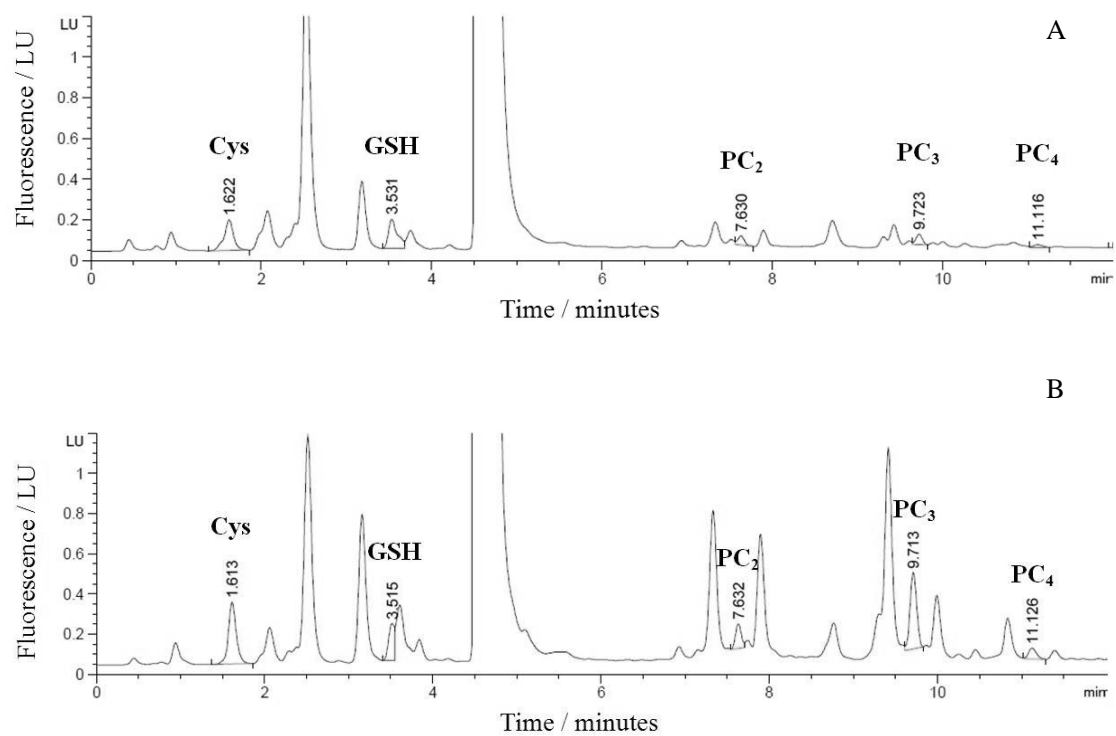 A
LU
Fluorescence / LU
1
0.8
0.6
0.4
0.2
0
Cys
1.622
GSH
3.531
PC₂
7.630
PC₃
9.723
PC₄
11.116
0 2 4 6 8 10 min
Time / minutes
B
LU
Fluorescence / LU
1
0.8
0.6
0.4
0.2
0
Cys
1.613
GSH
3.515
PC₂
7.632
PC₃
9.713
PC₄
11.126
0 2 4 6 8 10 min
Time / minutes